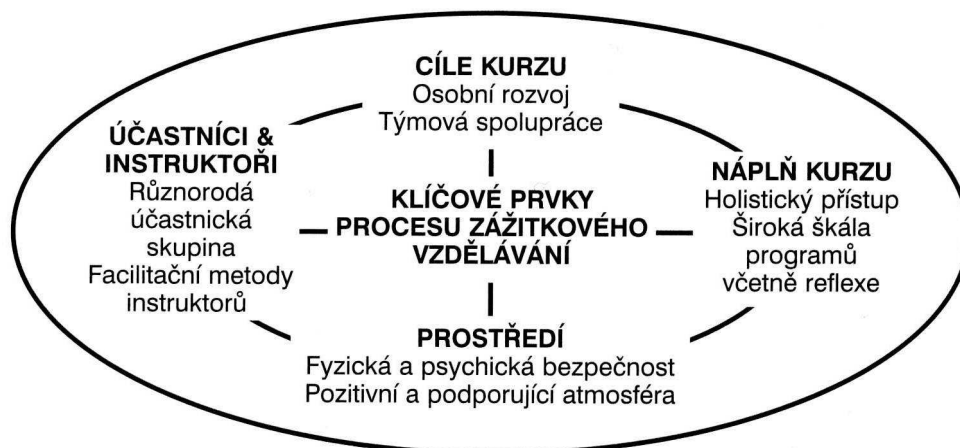 CÍLE KURZU
Osobní rozvoj
Týmová spolupráce
ÚČASTNÍCI &
INSTRUKTOŘI
Různorodá
účastnická
skupina
Facilitační metody
instruktorů
KLÍČOVÉ PRVKY
PROCESU ZÁŽITKOVÉHO
VZDĚLÁVÁNÍ
NÁPLŇ KURZU
Holistický přístup
Široká škála
programů
včetně reflexe
PROSTŘEDÍ
Fyzická a psychická bezpečnost
Pozitivní a podporující atmosféra